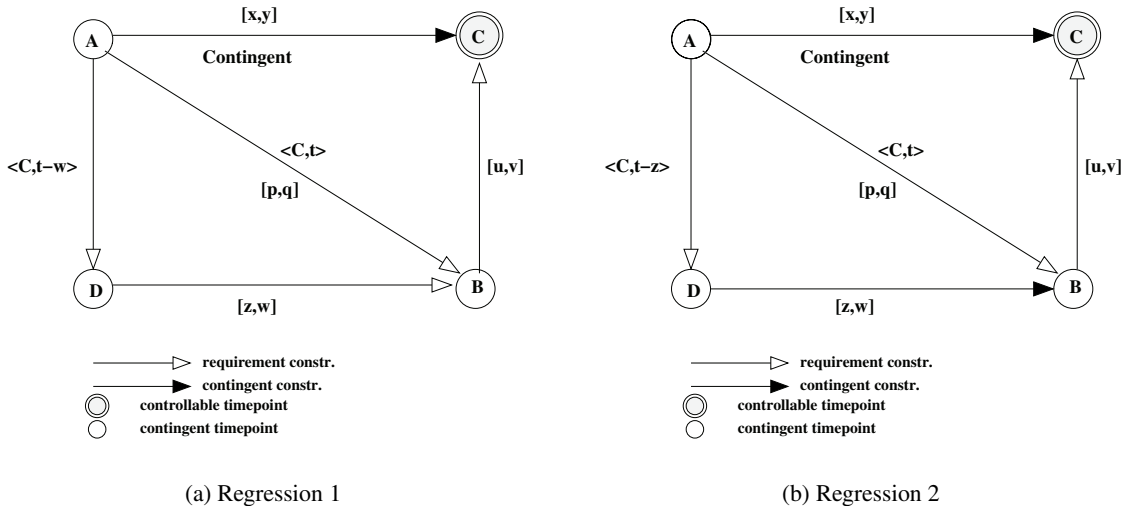 [x,y]
A
C
Contingent
<C,t−w>
<C,t>
[p,q]
[u,v]
D
B
[z,w]
requirement constr.
contingent constr.
controllable timepoint
contingent timepoint
(a) Regression 1
[x,y]
A
C
Contingent
<C,t−z>
<C,t>
[p,q]
[u,v]
D
B
[z,w]
requirement constr.
contingent constr.
controllable timepoint
contingent timepoint
(b) Regression 2